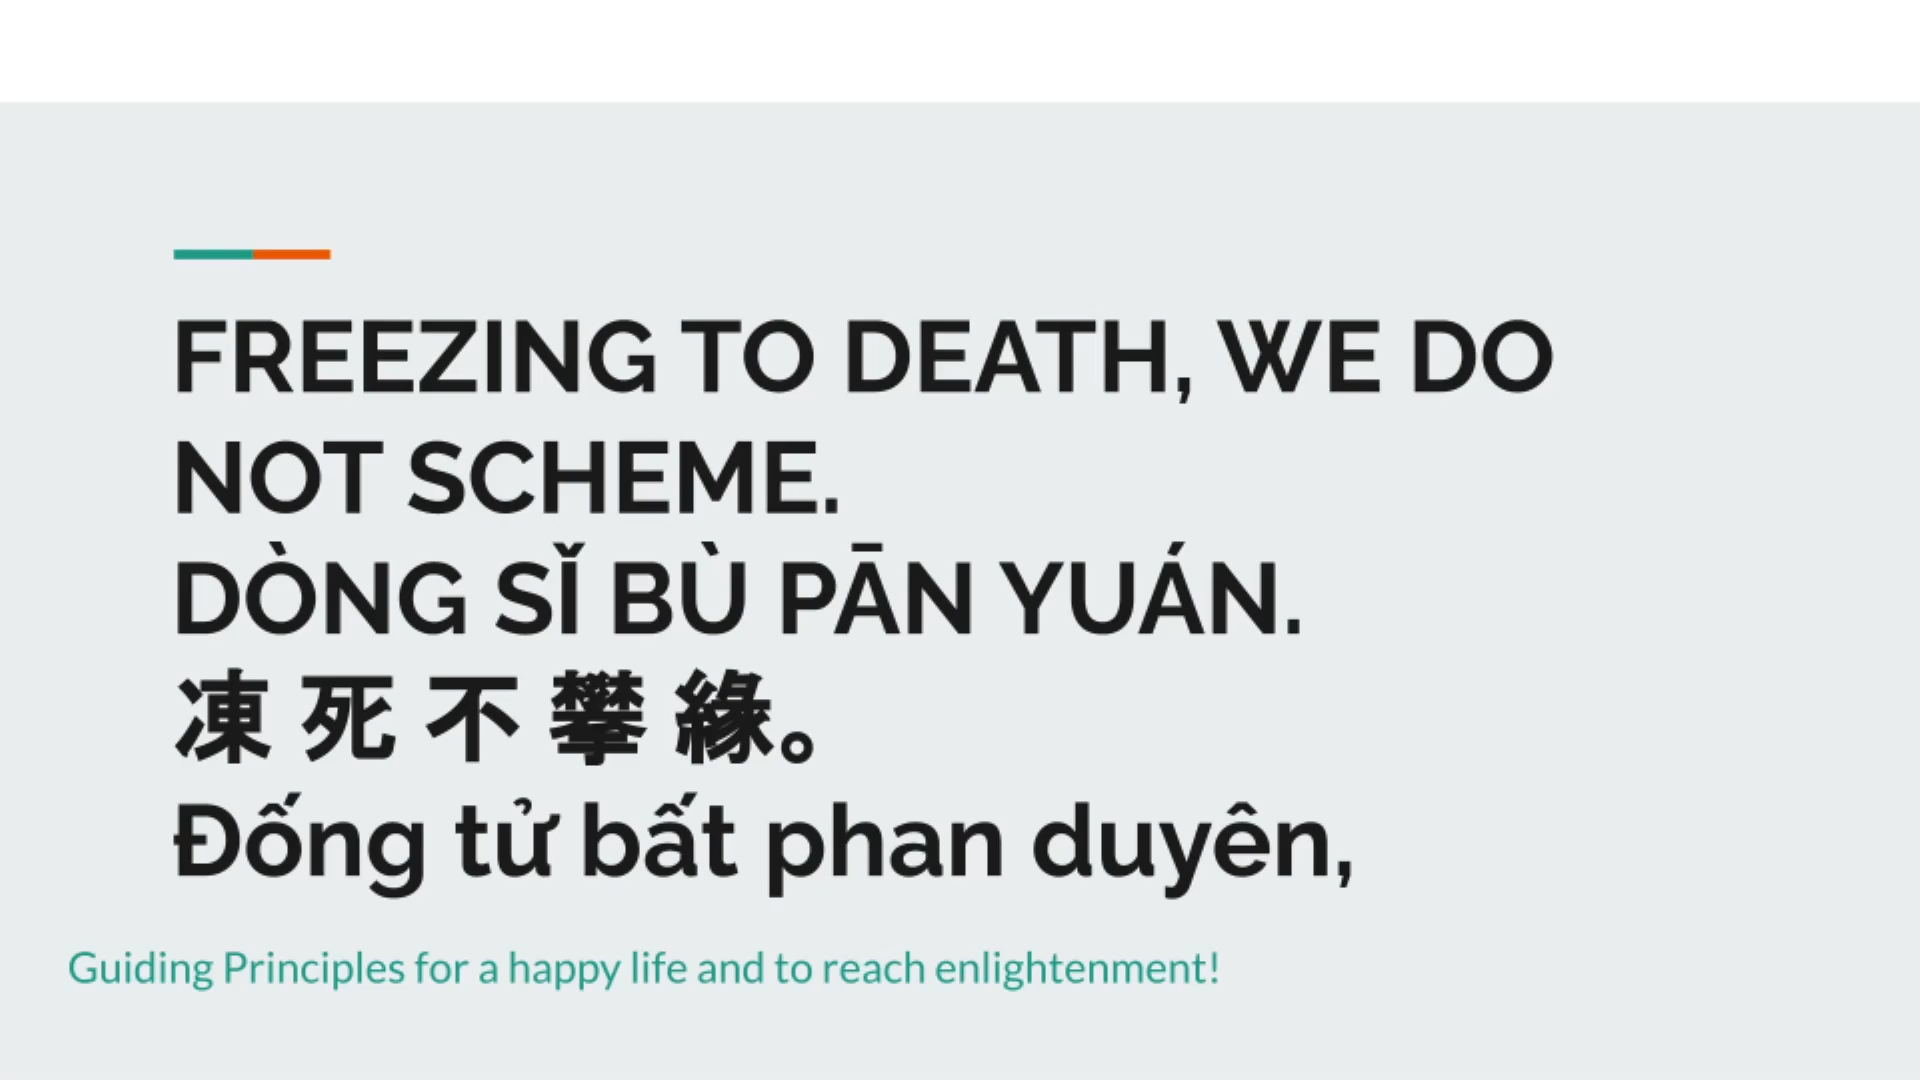 FREEZING TO DEATH, WE DO
NOT SCHEME.
DÒNG SǏ BÙ PĀN YUÁN.
凍 死 不 攀 緣。
Đống tử bất phan duyên,
Guiding Principles for a happy life and to reach enlightenment!